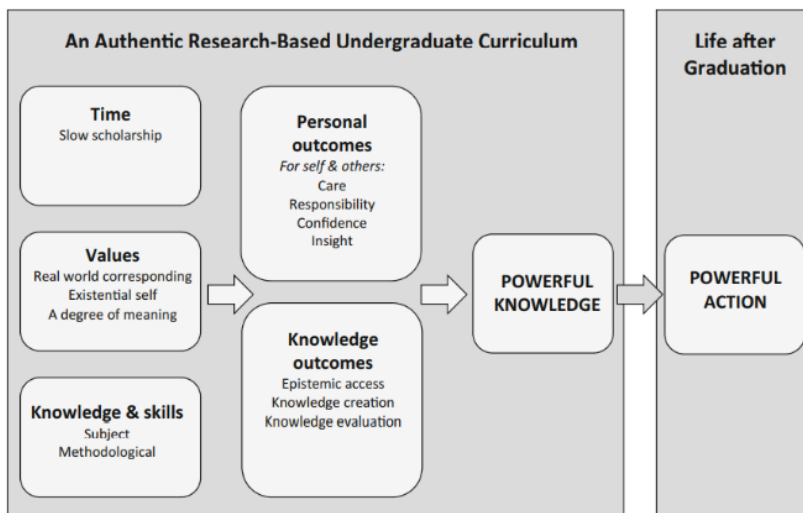 An Authentic Research-Based Undergraduate Curriculum
Life after
Graduation
Time
Slow scholarship
Values
Real world corresponding
Existential self
A degree of meaning
Knowledge & skills
Subject
Methodological
Personal
outcomes
For self & others:
Care
Responsibility
Confidence
Insight
Knowledge
outcomes
Epistemic access
Knowledge creation
Knowledge evaluation
POWERFUL
KNOWLEDGE
POWERFUL
ACTION